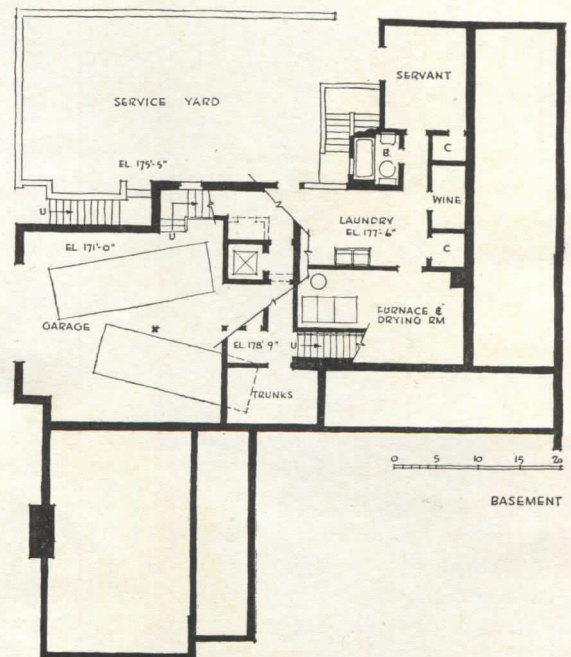 SERVANT
SERVICE YARD
EL. 175'-5"
B.
C
WINE
LAUNDRY
EL. 177'-6"
C
U
U
EL. 171'-0"
FURNACE &
DRYING RM
GARAGE
U
EL. 178'9"
TRUNKS
0 5 10 15 20
BASEMENT